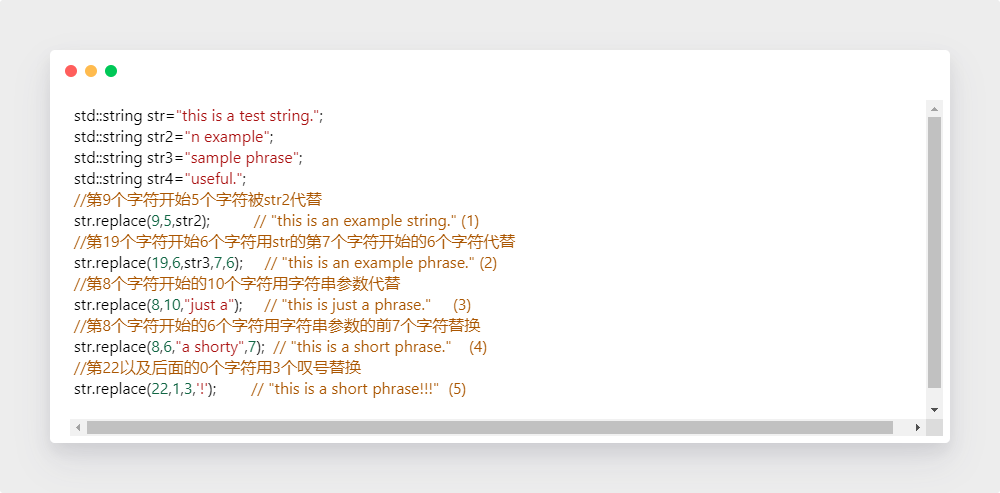 std::string str="this is a test string.";
std::string str2="n example";
std::string str3="sample phrase";
std::string str4="useful.";
//第9个字符开始5个字符被str2代替
str.replace(9,5,str2);          // "this is an example string." (1)
//第19个字符开始6个字符用str的第7个字符开始的6个字符代替
str.replace(19,6,str3,7,6);     // "this is an example phrase." (2)
//第8个字符开始的10个字符用字符串参数代替
str.replace(8,10,"just a");     // "this is just a phrase."     (3)
//第8个字符开始的6个字符用字符串参数的前7个字符替换
str.replace(8,6,"a shorty",7);  // "this is a short phrase."    (4)
//第22以及后面的0个字符用3个叹号替换
str.replace(22,1,3,'!');        // "this is a short phrase!!!"  (5)